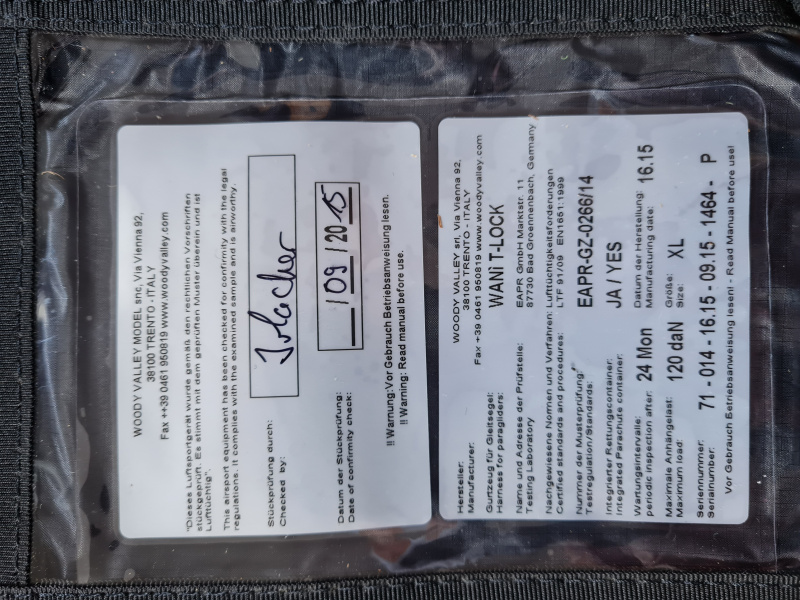 WOODY VALLEY MODEL snc, Via Vienna 92,
38100 TRENTO - ITALY
Fax ++39 0461 950819 www.woodyvalley.com
"Dieses Luftsportgerät wurde gemäß den rechtlichen Vorschriften
stückgeprüft. Es stimmt mit dem geprüften Muster überein und ist
Lufttüchtig".
This airsport equipment has been checked for confirmity with the legal
regulations. It complies with the examined sample and is airworthy.
Stückprüfung durch:
Checked by:
Datum der Stückprüfung:
Date of confirmity check:
/ 09 / 20 15
!! Warnung:Vor Gebrauch Betriebsanweisung lesen.
!! Warning: Read manual before use.
Hersteller: WOODY VALLEY srl, Via Vienna 92,
Manufacturer: 38100 TRENTO - ITALY
Fax ++39 0461 950819 www.woodyvalley.com
Gurtzeug für Gleitsegel:
Harness for paragliders: WANI T-LOCK
Name und Adresse der Prüfstelle: EAPR GmbH Marktstr. 11
Testing Laboratory 87730 Bad Groennenbach, Germany
Nachgewiesene Normen und Verfahren: Lufttüchtigkeitsforderungen
Certified standards and procedures: LTF 91/09 EN1651:1999
Nummer der Musterprüfung:
Testregulation/Standards: EAPR-GZ-0266/14
Integrierter Rettungscontainer:
Integrated Parachute container: JA / YES
Wartungsintervalle: Datum der Herstellung:
periodic inspection after: 24 Mon Manufacturing date: 16.15
Maximale Anhängelast: Größe:
Maximum load: 120 daN Size: XL
Seriennummer:
Serialnumber: 71 - 014 - 16.15 - 09.15 - 1464 - P
Vor Gebrauch Betriebsanweisung lesen! - Read Manual before use!